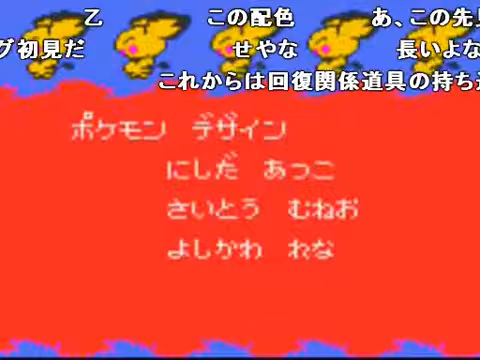 乙 この配色 あ、この先見
グ初見だ せやな 長いよな
これからは回復関係道具の持ち
ポケモン デザイン
にしだ あつこ
さいとう むねお
よしかわ れな